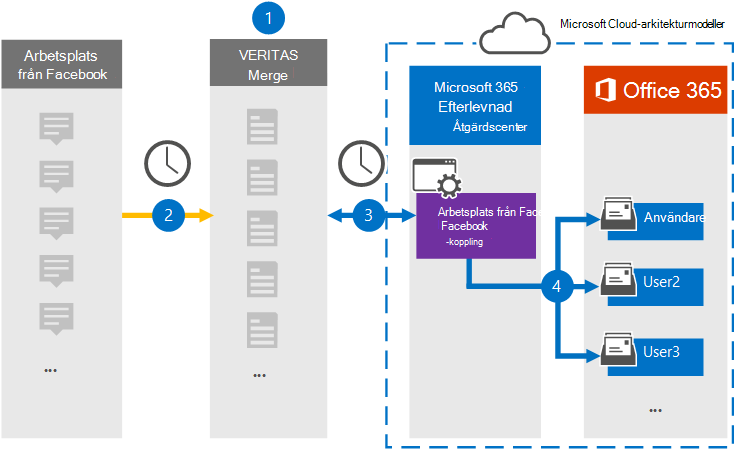 1
Microsoft Cloud-arkitekturmodeller
Arbetsplats
från Facebook
VERITAS
Merge
Microsoft 365
Efterlevnad
Åtgärdscenter
Office 365
2
3
Arbetsplats från Fac
Facebook
-koppling
4
Användare
User2
User3
...
...
...